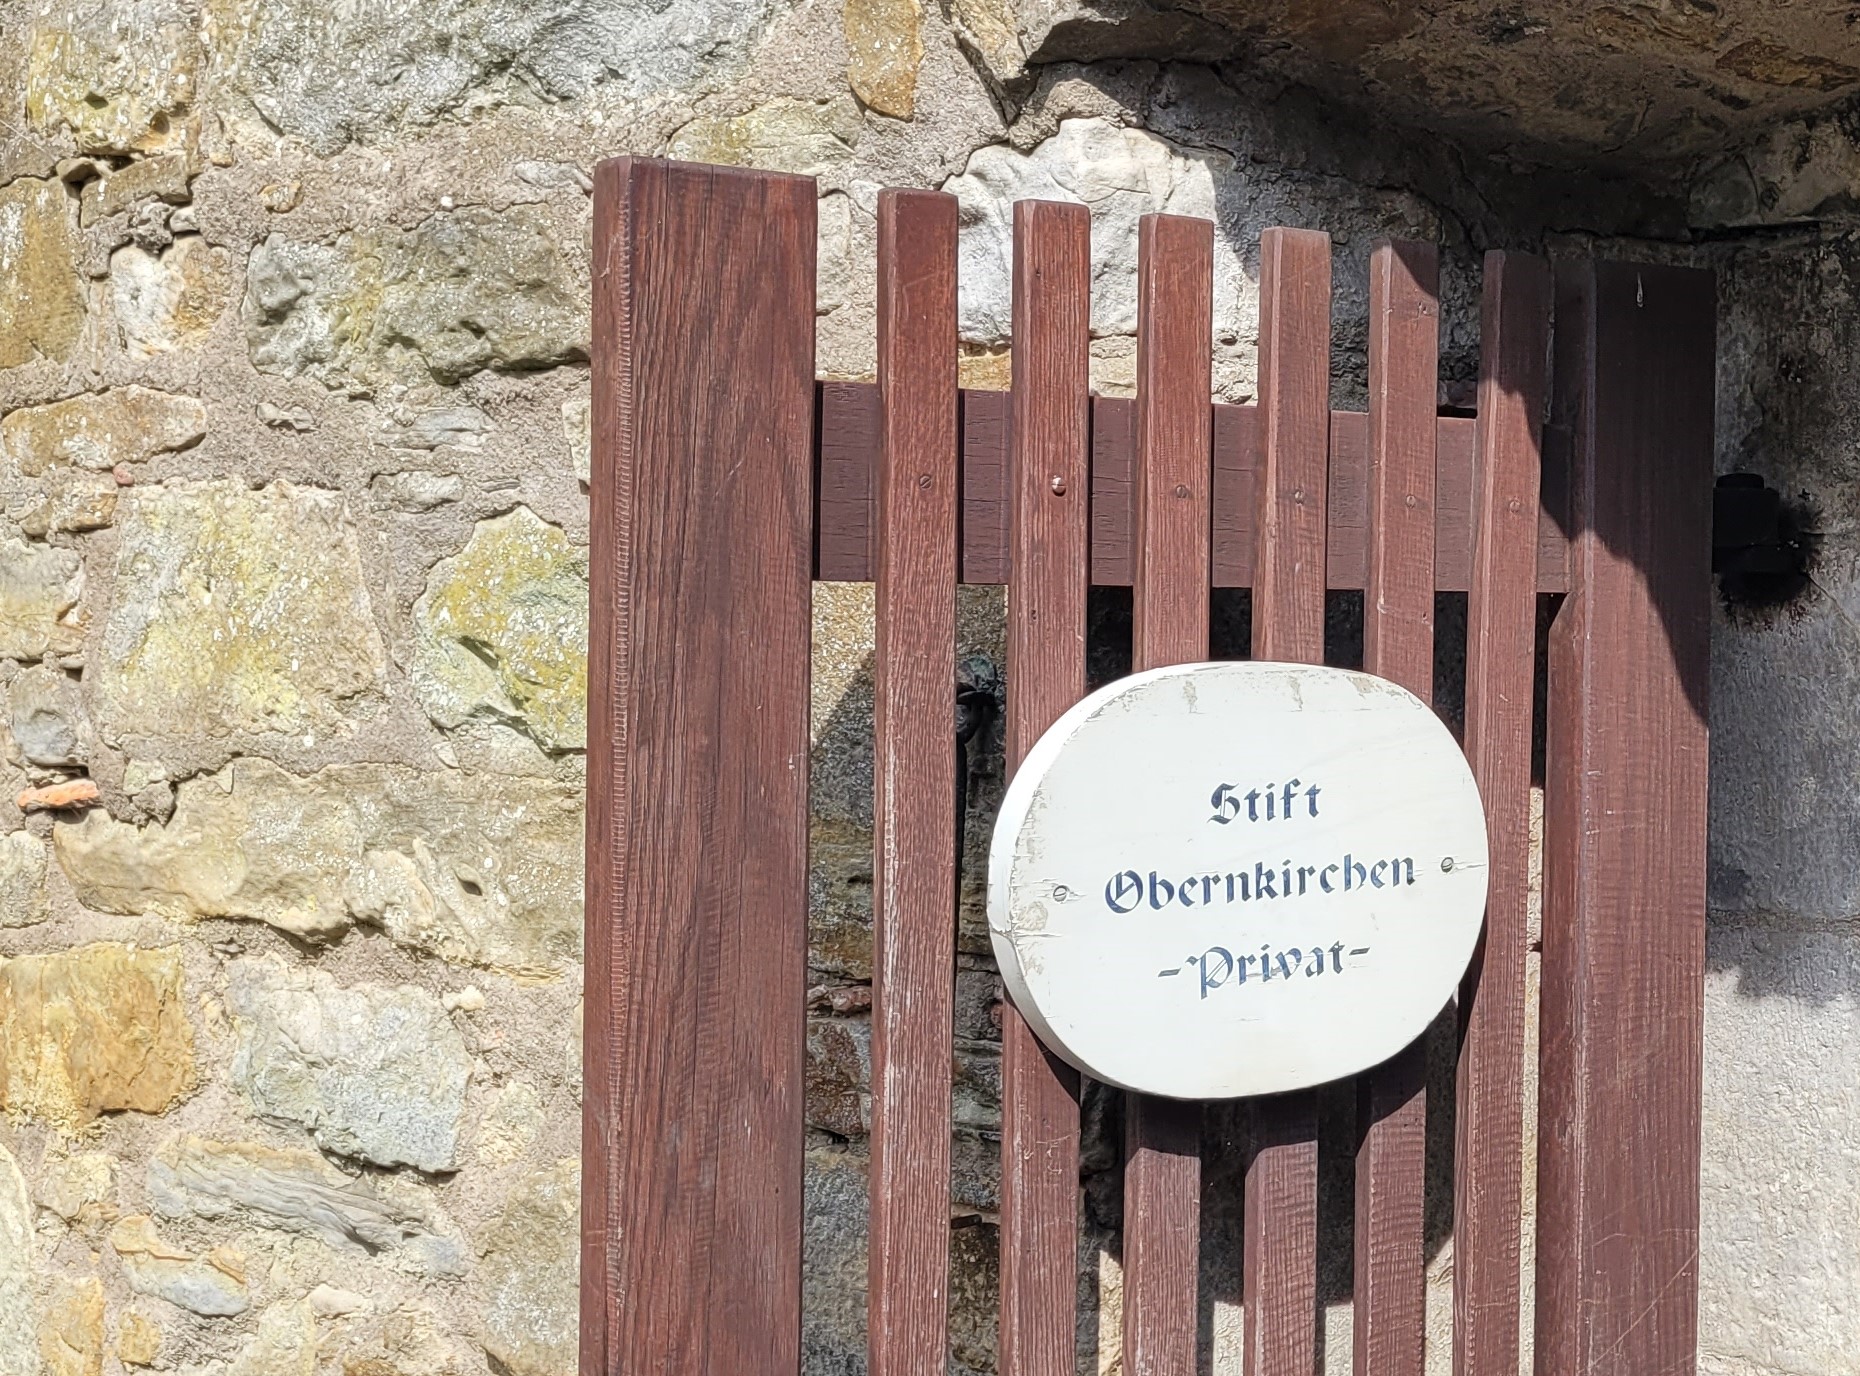 Stift
Obernkirchen
-Privat-